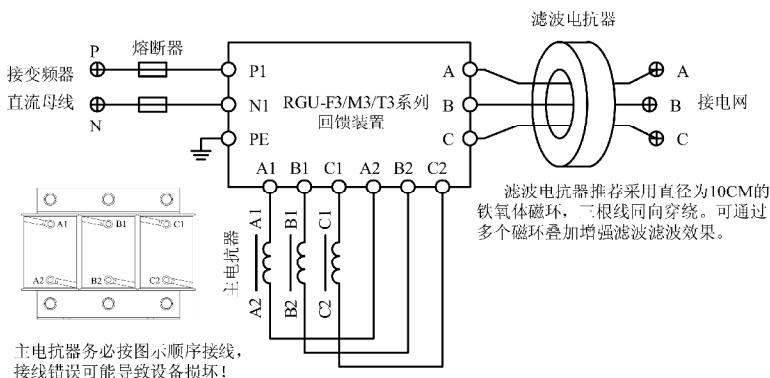 滤波电抗器
P
熔断器
接变频器
直流母线
N
P1
N1
PE
RGU-F3/M3/T3系列
回馈装置
A
B
C
A
B
C
接电网
A1 B1 C1 A2 B2 C2
滤波电抗器推荐采用直径为10CM的
铁氧体磁环，三根线同向穿绕。可通过
多个磁环叠加增强滤波滤波效果。
主电抗器
A1
A2
B1
B2
C1
C2
A1 B1 C1
A2 B2 C2
主电抗器务必按图示顺序接线，
接线错误可能导致设备损坏！